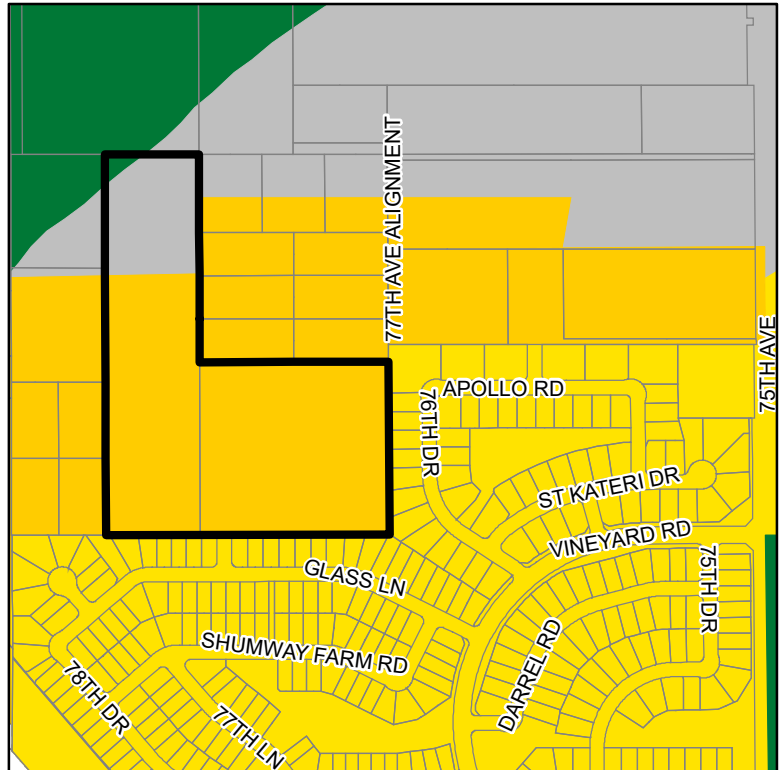 77TH AVE ALIGNMENT
75TH AVE
APOLLO RD
76TH DR
ST KATERI DR
VINEYARD RD
75TH DR
GLASS LN
SHUMWAY FARM RD
DARREL RD
78TH DR
77TH LN